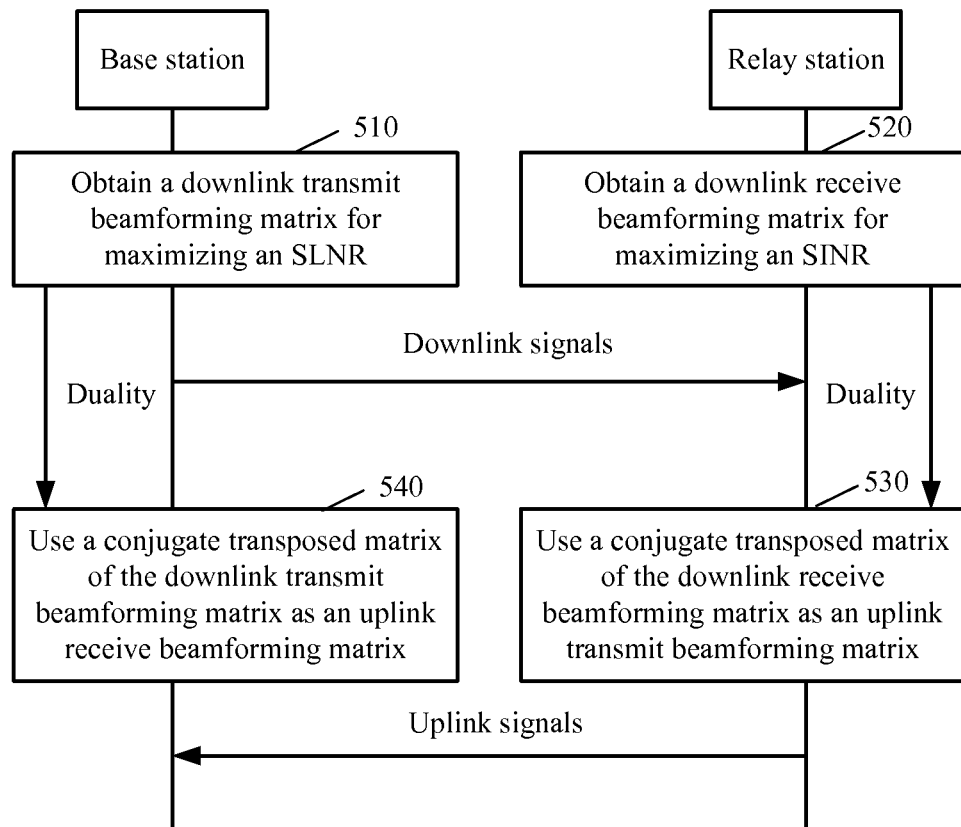 Base station
Relay station
510
520
Obtain a downlink transmit
beamforming matrix for
maximizing an SLNR
Obtain a downlink receive
beamforming matrix for
maximizing an SINR
Downlink signals
Duality
Duality
540
530
Use a conjugate transposed matrix
of the downlink transmit
beamforming matrix as an uplink
receive beamforming matrix
Use a conjugate transposed matrix
of the downlink receive
beamforming matrix as an uplink
transmit beamforming matrix
Uplink signals